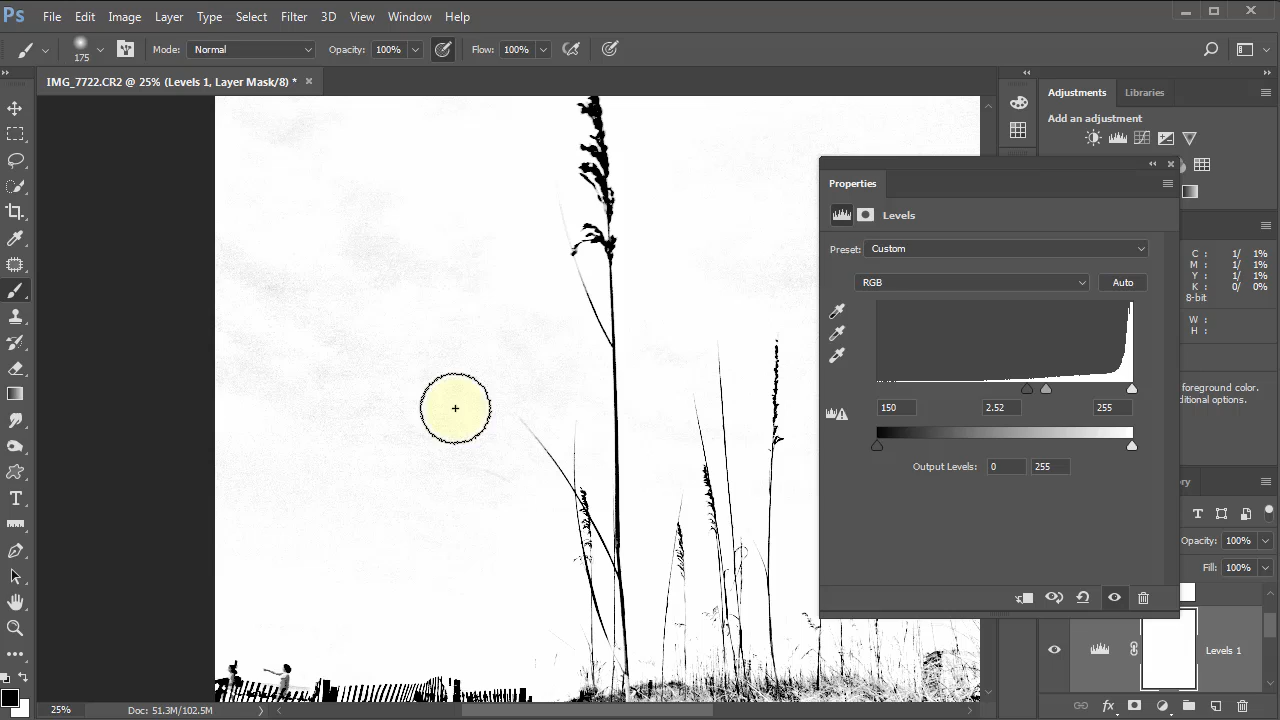 Ps File Edit Image Layer Type Select Filter 3D View Window Help
175 Mode: Normal Opacity: 100% Flow: 100%
IMG_7722.CR2 @ 25% (Levels 1, Layer Mask/8) *
Adjustments Libraries
Add an adjustment
Properties
Levels
Preset: Custom
RGB Auto
150 2.52 255
Output Levels: 0 255
C: 1/ 1%
M: 1/ 1%
Y: 1/ 1%
K: 0/ 0%
8-bit
W:
H:
foreground color.
ditional options.
ry
Opacity: 100%
Fill: 100%
Levels 1
25% Doc: 51.3M/102.5M